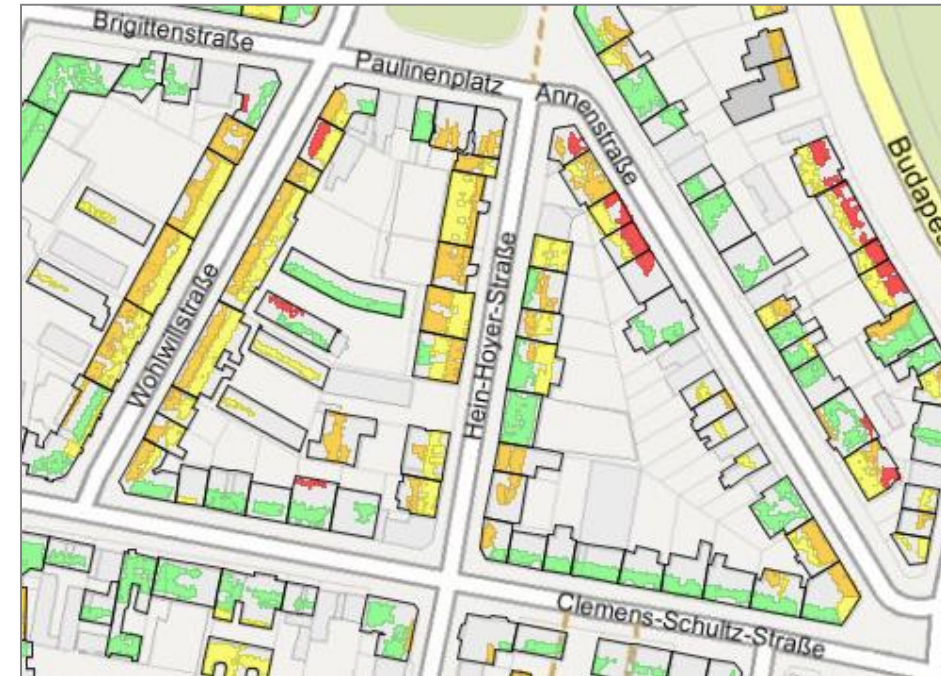 Brigittenstraße
Paulinenplatz
Annenstraße
Wohlwillstraße
Hein-Hoyer-Straße
Clemens-Schultz-Straße